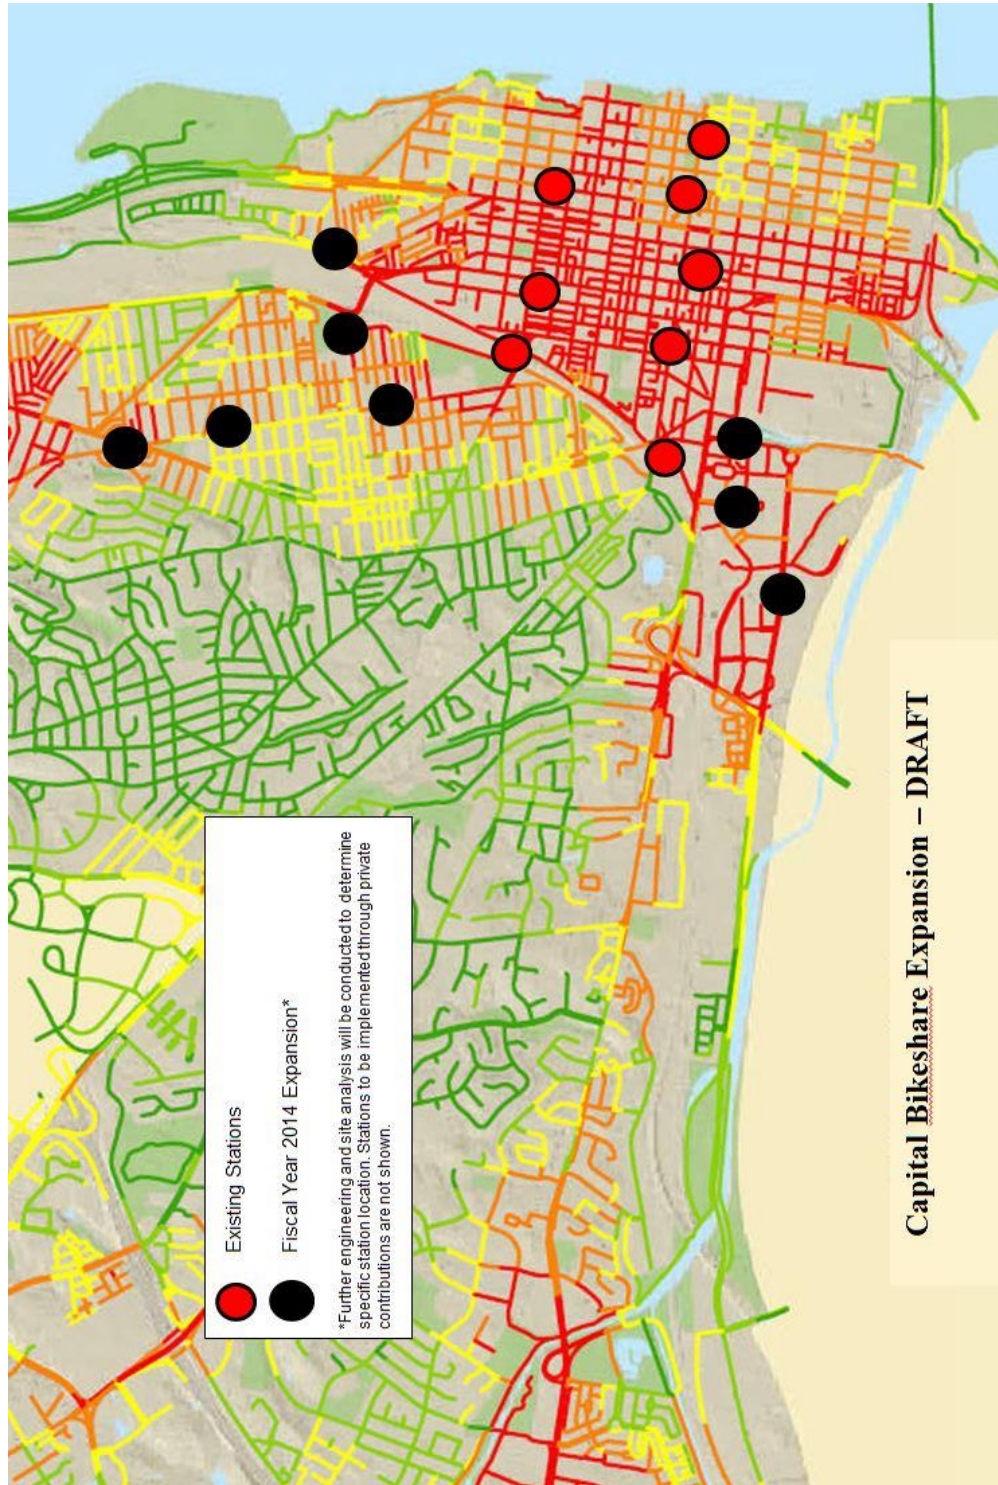 Existing Stations
Fiscal Year 2014 Expansion*
*Further engineering and site analysis will be conducted to determine
specific station location. Stations to be implemented through private
contributions are not shown.
Capital Bikeshare Expansion – DRAFT